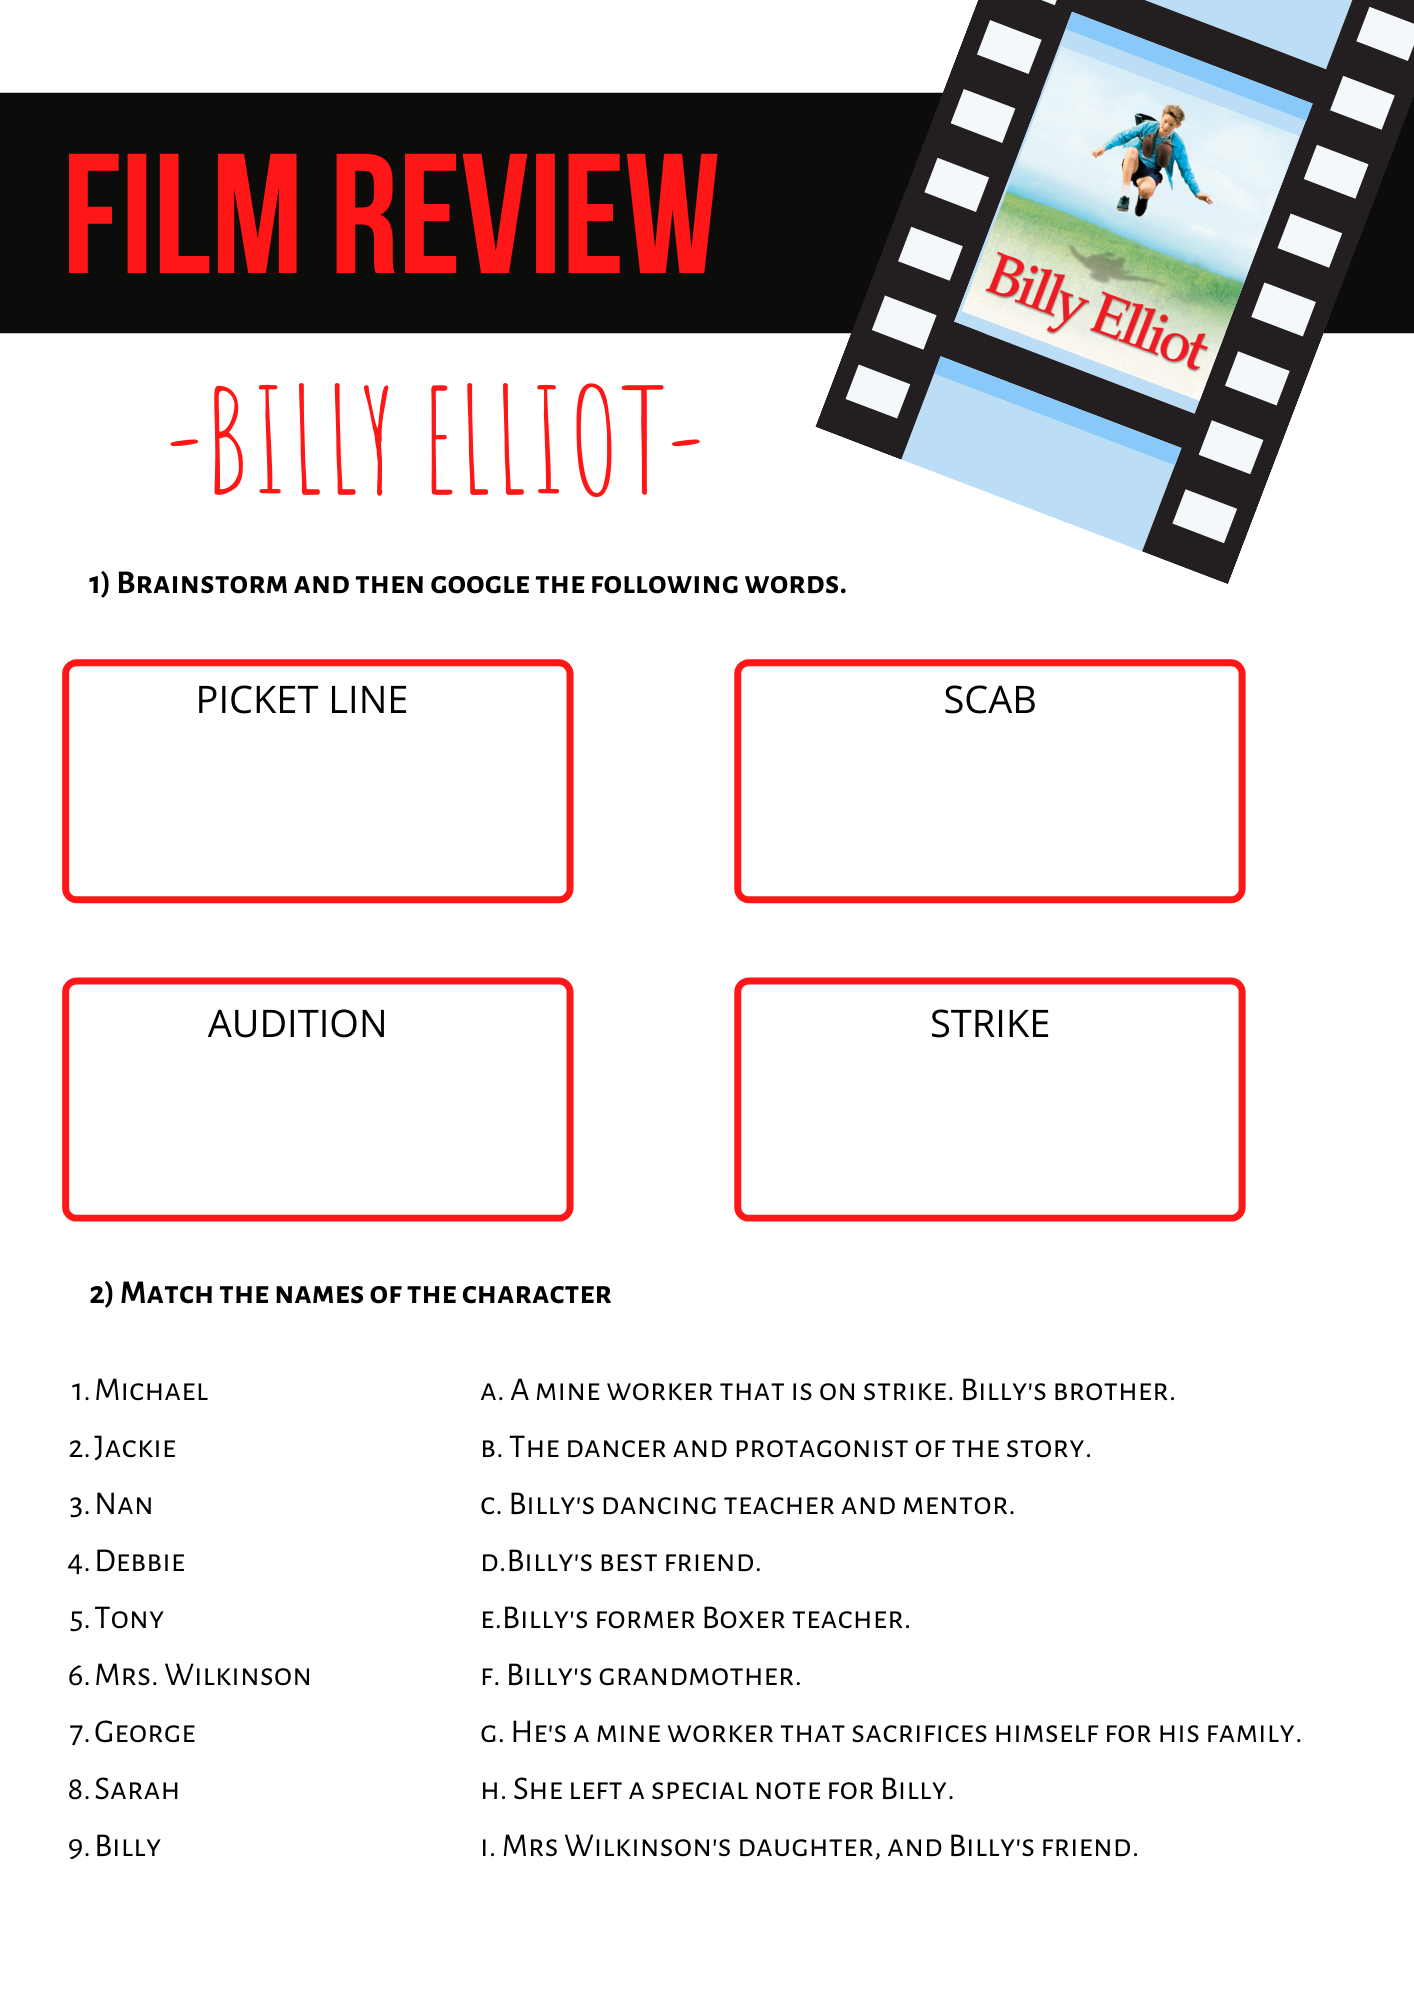 FILM REVIEW
Billy Elliot
-BILLY ELLIOT-
1) Brainstorm and then google the following words.
PICKET LINE
SCAB
AUDITION
STRIKE
2) Match the names of the character
1. Michael
a. A mine worker that is on strike. Billy's brother.
2. Jackie
b. The dancer and protagonist of the story.
3. Nan
c. Billy's dancing teacher and mentor.
4. Debbie
d.Billy's best friend.
5. Tony
e.Billy's former Boxer teacher.
6. Mrs. Wilkinson
f. Billy's grandmother.
7. George
g. He's a mine worker that sacrifices himself for his family.
8. Sarah
h. She left a special note for Billy.
9. Billy
i. Mrs Wilkinson's daughter, and Billy's friend.